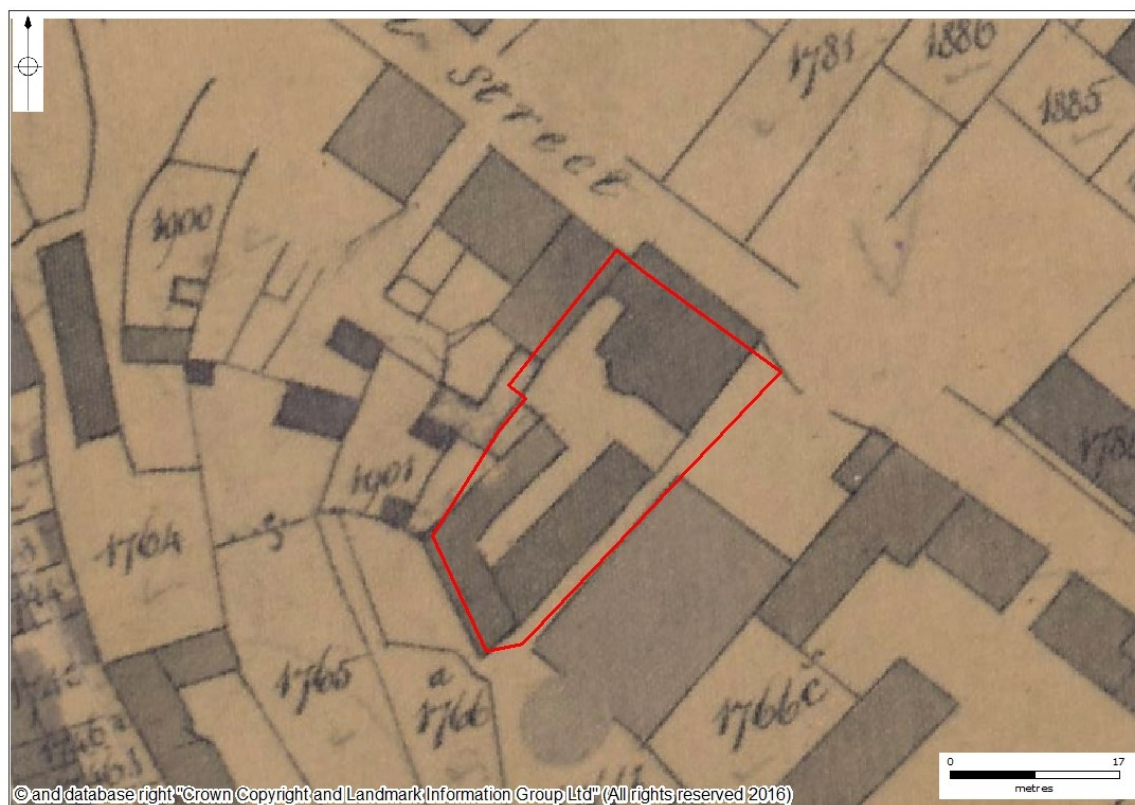 Street
1781
1886
1885
1900
1901
1764
1765
a
1766
1766c
0 17
metres
© and database right "Crown Copyright and Landmark Information Group Ltd" (All rights reserved 2016)